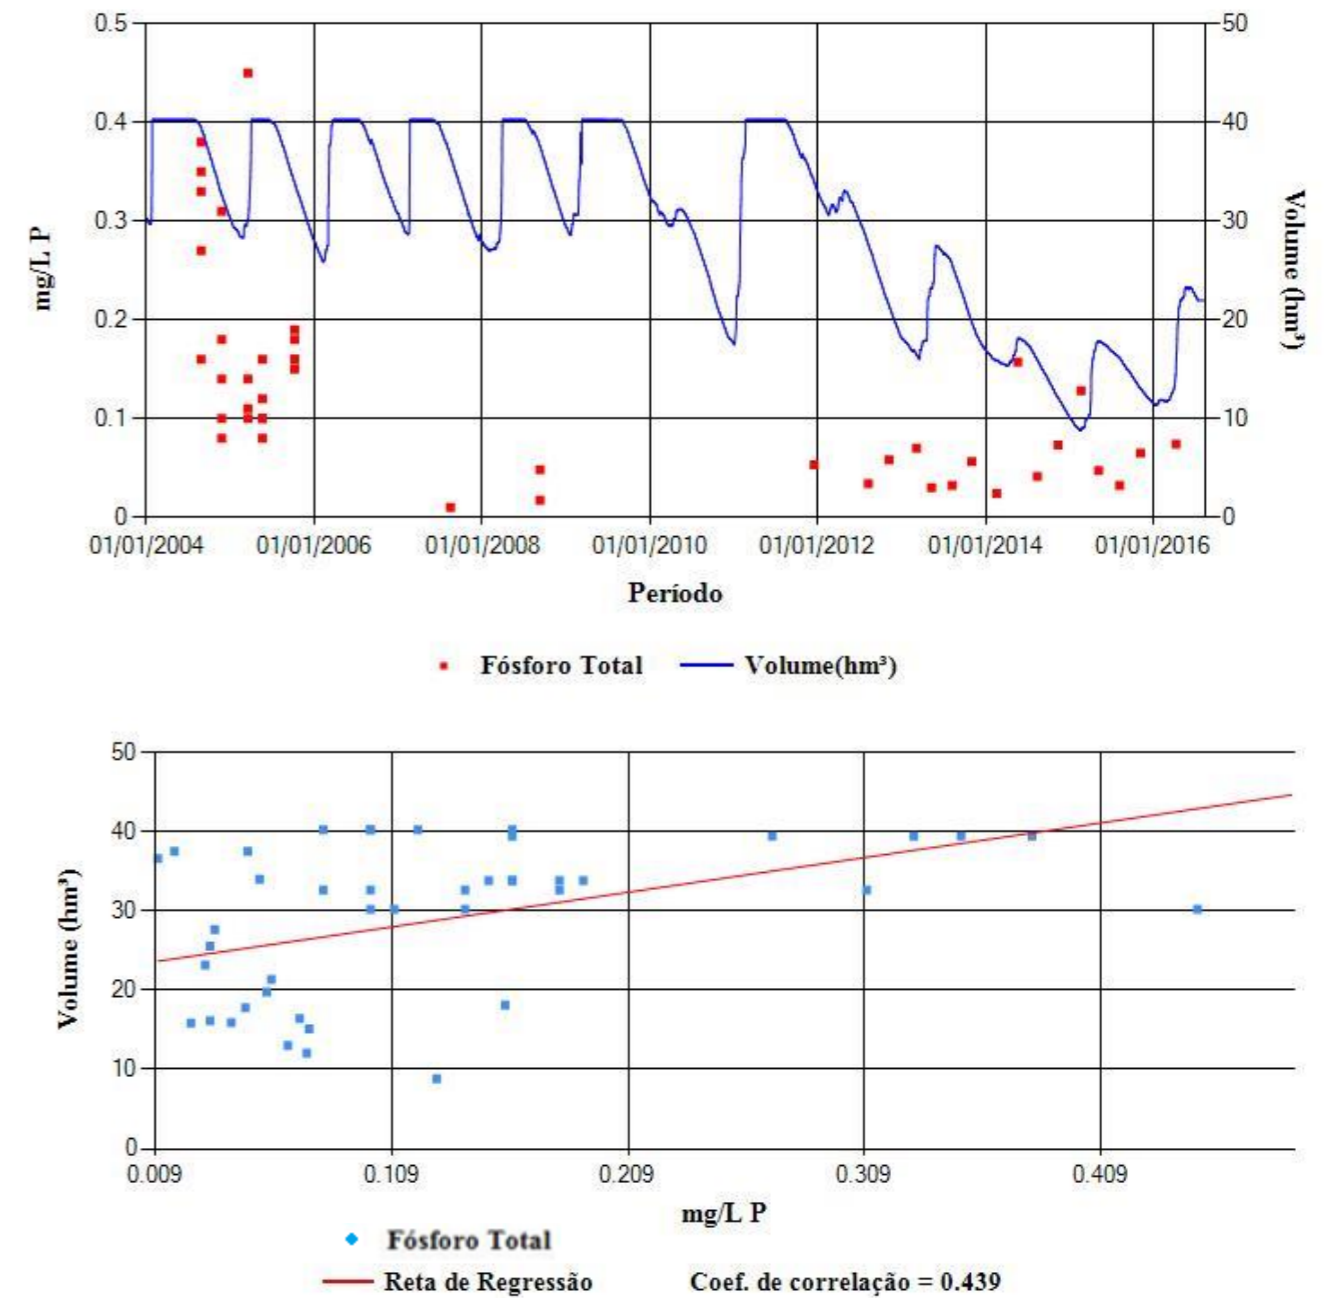 0.5 50
0.4 40
0.3 30
0.2 20
0.1 10
0 0
mg/L P
Volume (hm³)
01/01/2004 01/01/2006 01/01/2008 01/01/2010 01/01/2012 01/01/2014 01/01/2016
Período
Fósforo Total Volume(hm³)
50
40
30
20
10
0
Volume (hm³)
0.009 0.109 0.209 0.309 0.409
mg/L P
Fósforo Total
Reta de Regressão Coef. de correlação = 0.439